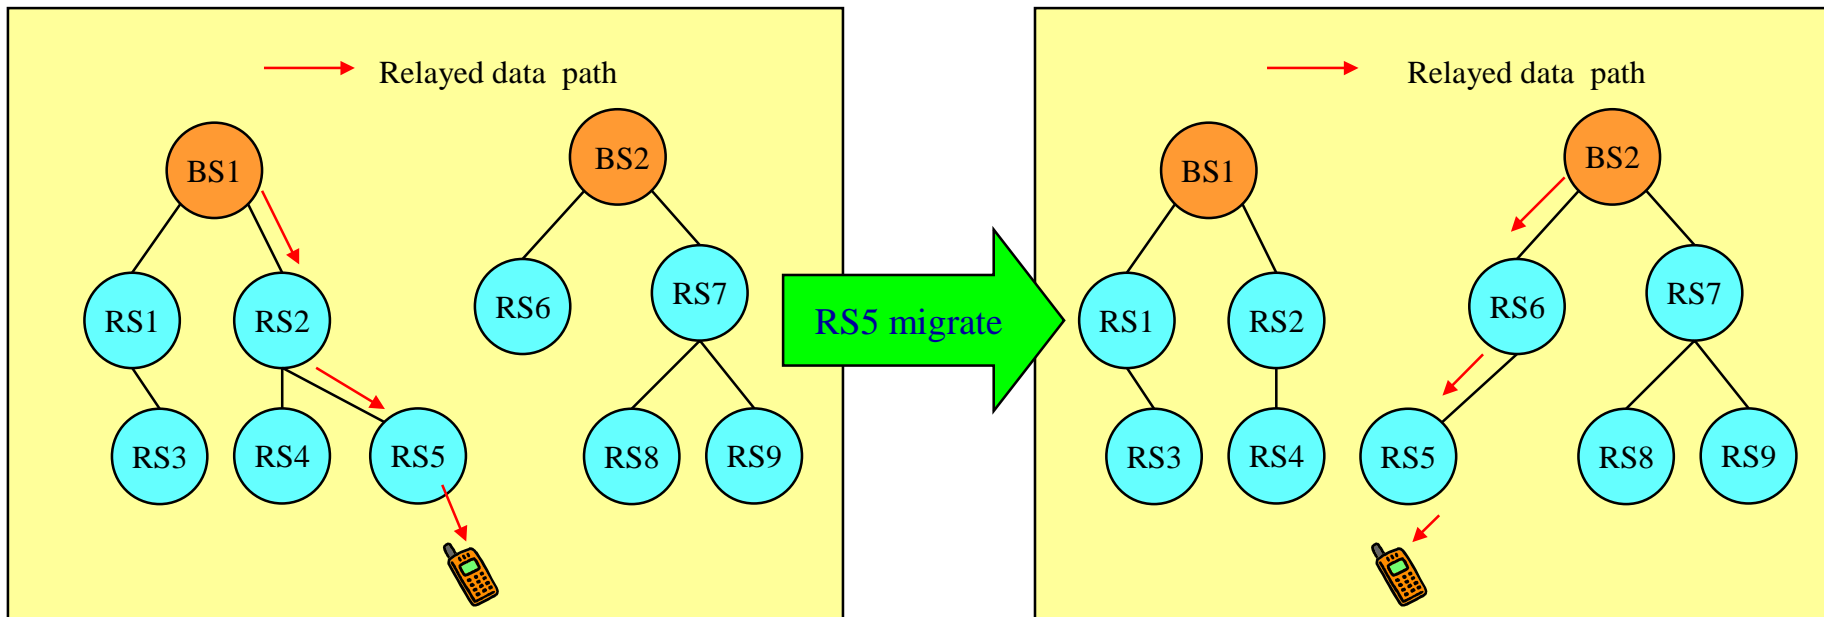 Relayed data path
BS1
BS2
RS1
RS2
RS6
RS7
RS3
RS4
RS5
RS8
RS9
RS5 migrate
Relayed data path
BS1
BS2
RS1
RS2
RS6
RS7
RS3
RS4
RS5
RS8
RS9